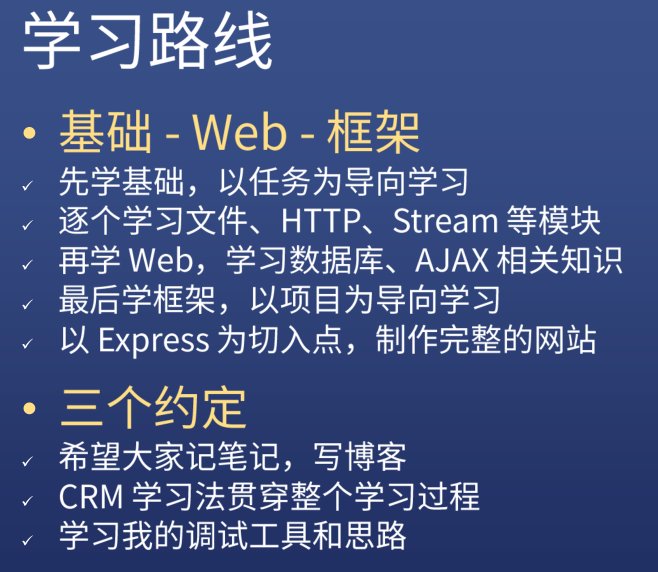 学习路线
• 基础 - Web - 框架
✓ 先学基础，以任务为导向学习
✓ 逐个学习文件、HTTP、Stream 等模块
✓ 再学 Web，学习数据库、AJAX 相关知识
✓ 最后学框架，以项目为导向学习
✓ 以 Express 为切入点，制作完整的网站
• 三个约定
✓ 希望大家记笔记，写博客
✓ CRM 学习法贯穿整个学习过程
✓ 学习我的调试工具和思路